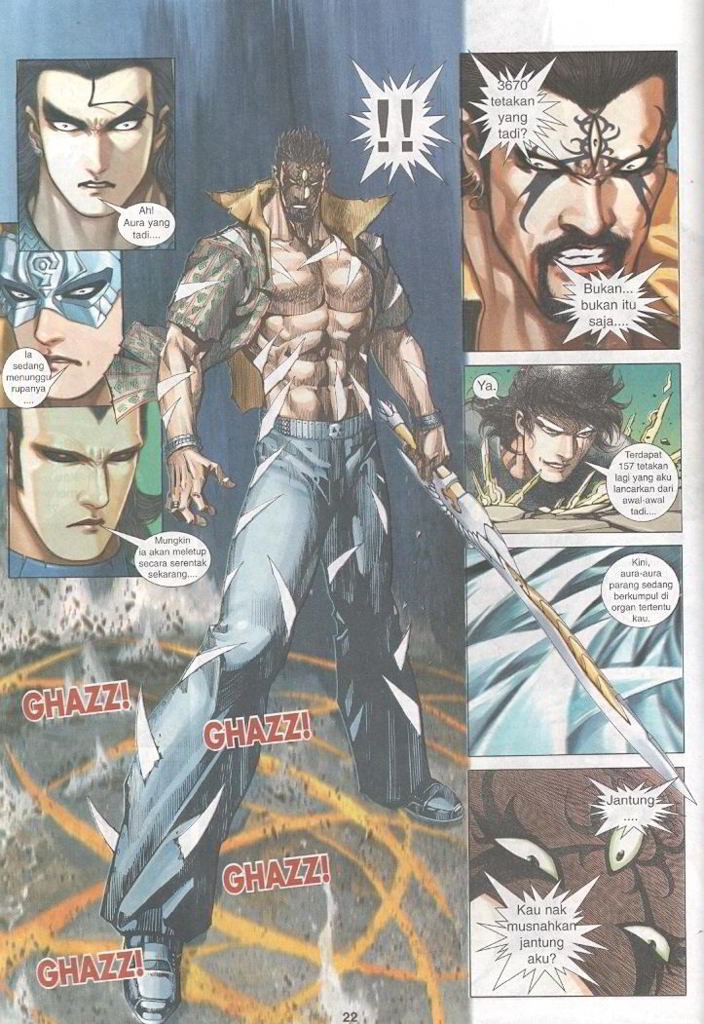 Ah!
Aura yang
tadi....
Ia
sedang
menunggu
rupanya
....
Mungkin
ia akan meletup
secara serentak
sekarang....
!!
GHAZZ!
GHAZZ!
GHAZZ!
GHAZZ!
3670
tetakan
yang
tadi?
Bukan...
bukan itu
saja....
Ya.
Terdapat
157 tetakan
lagi yang aku
lancarkan dari
awal-awal
tadi....
Kini,
aura-aura
parang sedang
berkumpul di
organ tertentu
kau.
Jantung
....
Kau nak
musnahkan
jantung
aku?
22